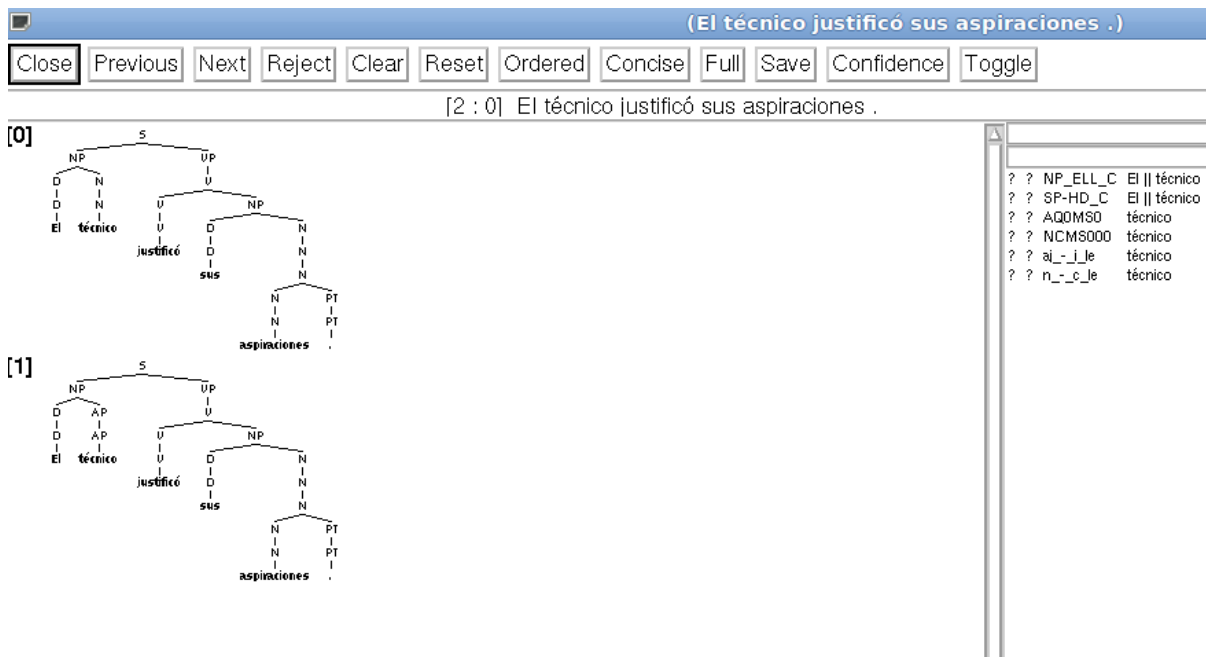 (El técnico justificó sus aspiraciones .)
Close Previous Next Reject Clear Reset Ordered Concise Full Save Confidence Toggle
[2 : 0] El técnico justificó sus aspiraciones .
[0]
S
NP VP
D N V
D N V NP
El técnico V D N
justificó D N
sus N
N PT
N PT
aspiraciones .
[1]
S
NP VP
D AP V
D AP V NP
El técnico V D N
justificó D N
sus N
N PT
N PT
aspiraciones .
? ? NP_ELL_C El || técnico
? ? SP-HD_C El || técnico
? ? AQ0MS0 técnico
? ? NCMS000 técnico
? ? aj_-_i_le técnico
? ? n_-_c_le técnico